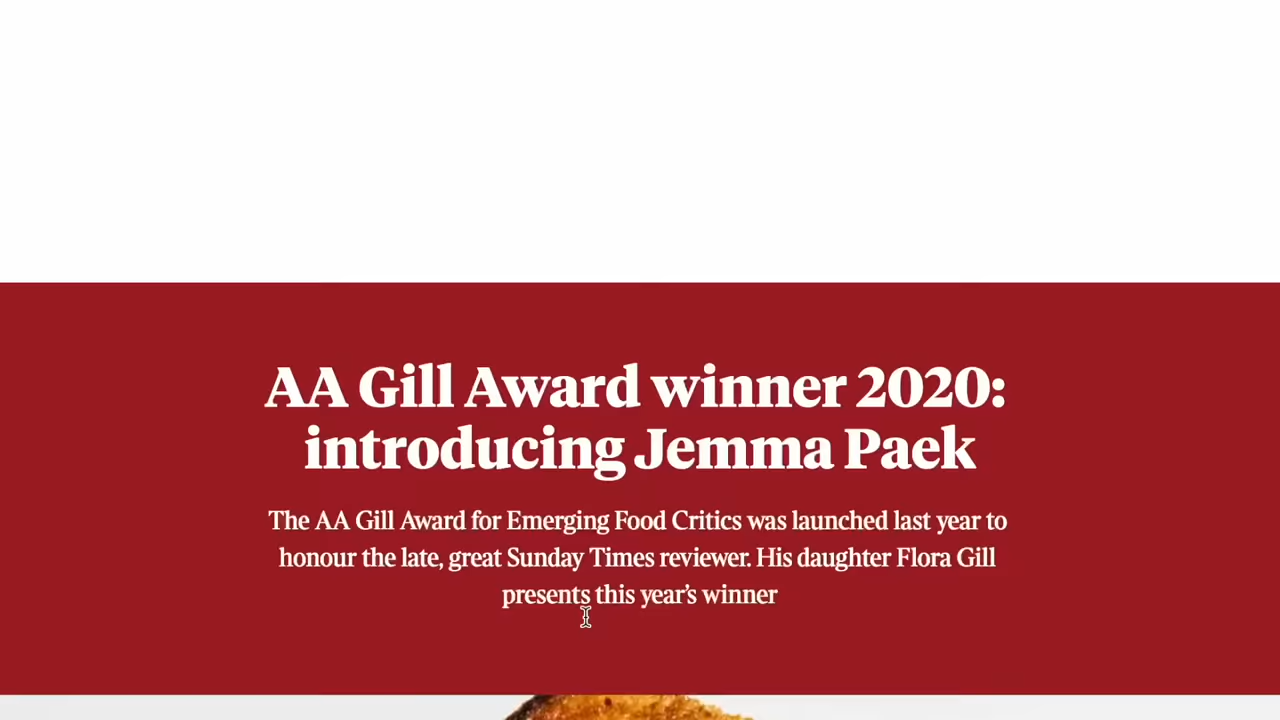 AA Gill Award winner 2020:
introducing Jemma Paek
The AA Gill Award for Emerging Food Critics was launched last year to
honour the late, great Sunday Times reviewer. His daughter Flora Gill
presents this year’s winner